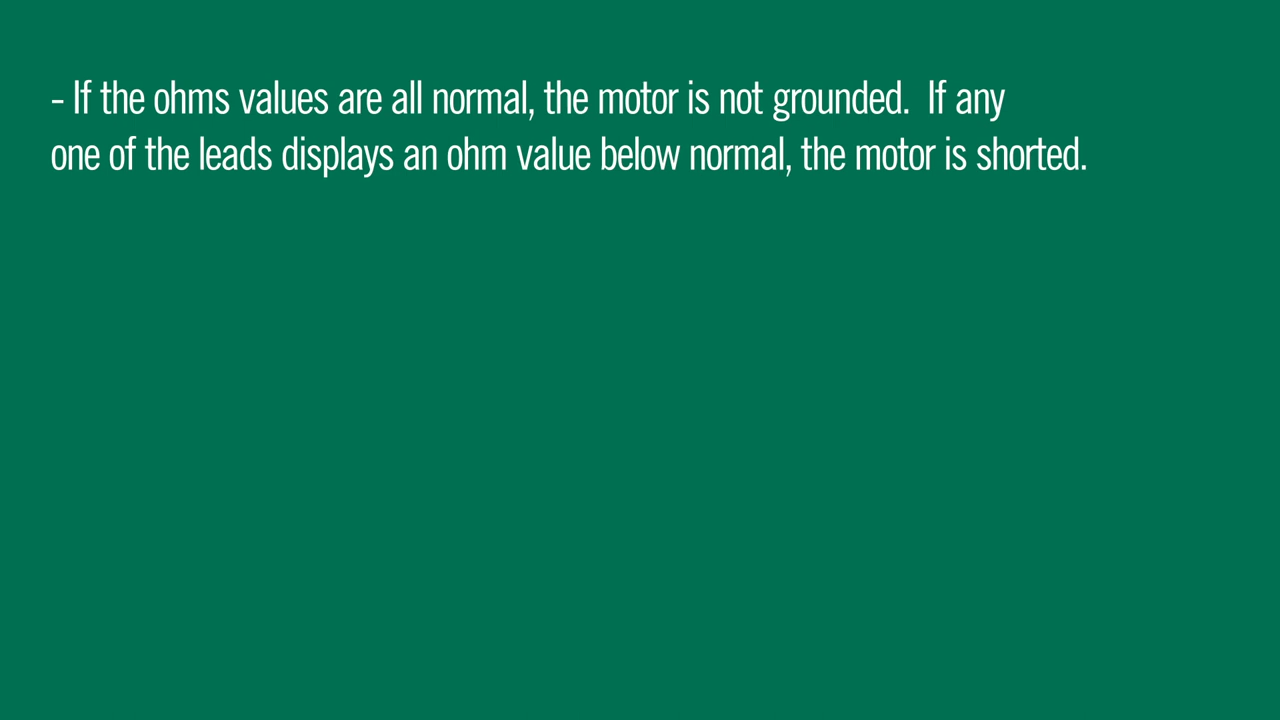 - If the ohms values are all normal, the motor is not grounded.  If any
one of the leads displays an ohm value below normal, the motor is shorted.